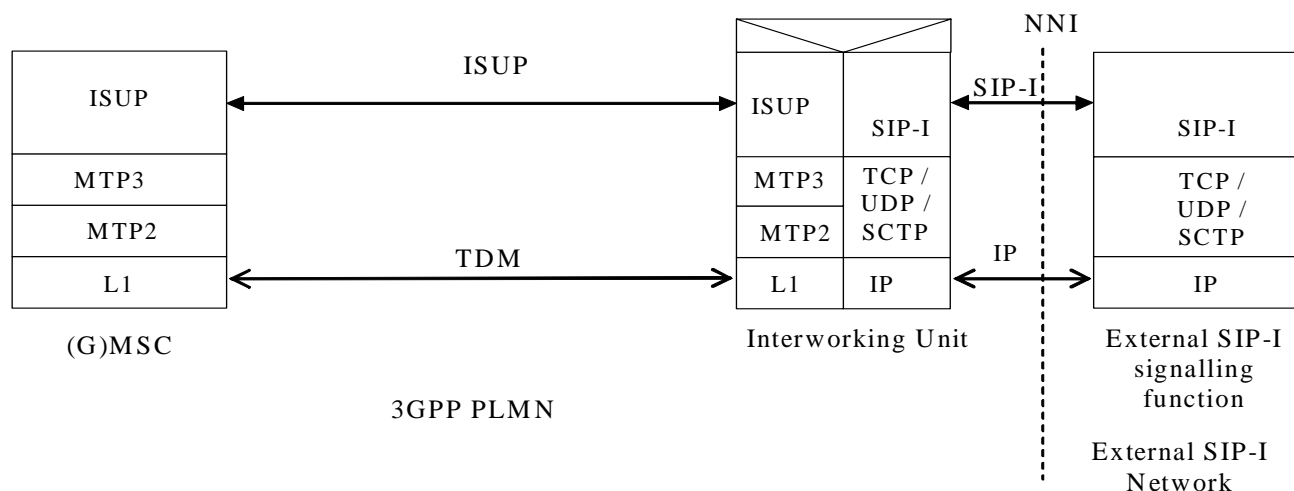 NNI
ISUP
ISUP
ISUP
SIP-I
SIP-I
SIP-I
MTP3
MTP2
L1
TDM
MTP3
MTP2
L1
TCP /
UDP /
SCTP
IP
IP
TCP /
UDP /
SCTP
IP
(G)MSC
Interworking Unit
External SIP-I
signalling
function
3GPP PLMN
External SIP-I
Network